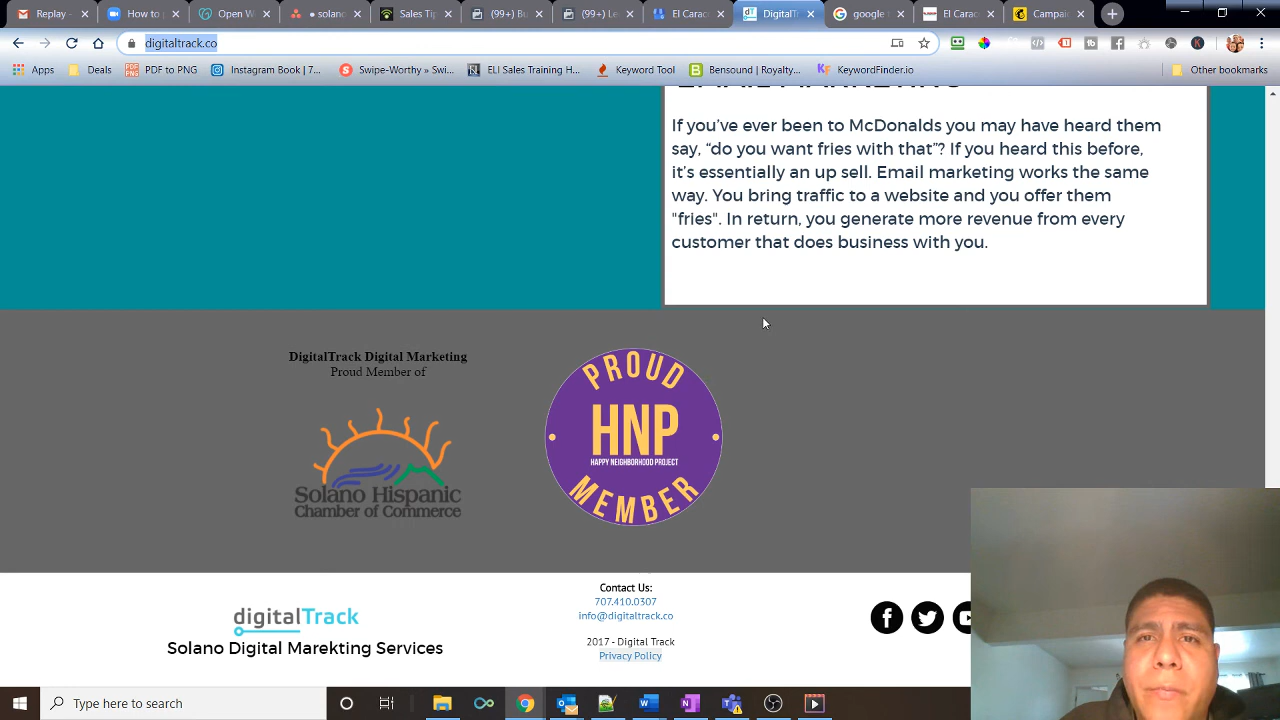 Replay -
How to p
Open W
solano
Sales Tip
(99+) Bu
(99+) Le
El Carac
DigitalTr
google t
El Carac
Campaig
digitaltrack.co
Apps
Deals
PDF to PNG
Instagram Book | 7...
Swipe-Worthy » Swi...
ELI Sales Training H...
Keyword Tool
Bensound | Royalty...
KeywordFinder.io
Other bookmarks
If you've ever been to McDonalds you may have heard them
say, "do you want fries with that"? If you heard this before,
it's essentially an up sell. Email marketing works the same
way. You bring traffic to a website and you offer them
"fries". In return, you generate more revenue from every
customer that does business with you.
DigitalTrack Digital Marketing
Proud Member of
Solano Hispanic
Chamber of Commerce
PROUD
HNP
HAPPY NEIGHBORHOOD PROJECT
MEMBER
digitalTrack
Solano Digital Marekting Services
Contact Us:
707.410.0307
info@digitaltrack.co
2017 - Digital Track
Privacy Policy
Type here to search